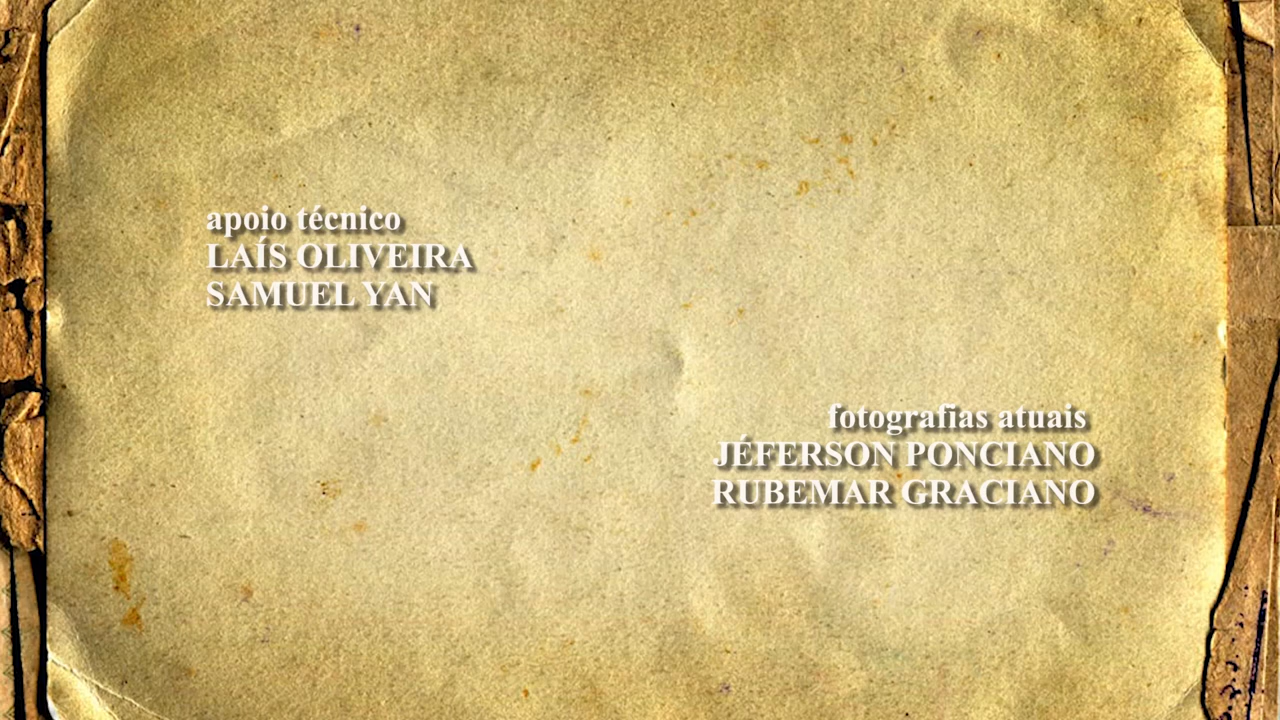 apoio técnico
LAÍS OLIVEIRA
SAMUEL YAN
fotografias atuais
JÉFERSON PONCIANO
RUBEMAR GRACIANO